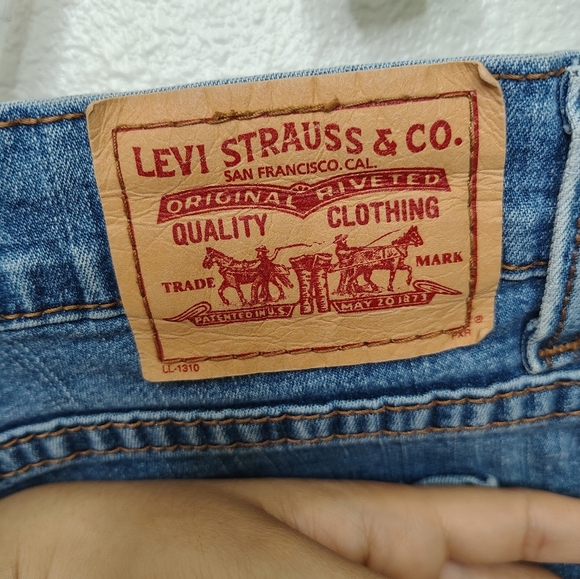 LEVI STRAUSS & CO.
SAN FRANCISCO. CAL.
ORIGINAL RIVETED
QUALITY CLOTHING
TRADE MARK
PATENTED IN U.S. MAY 20 1873
LL-1310